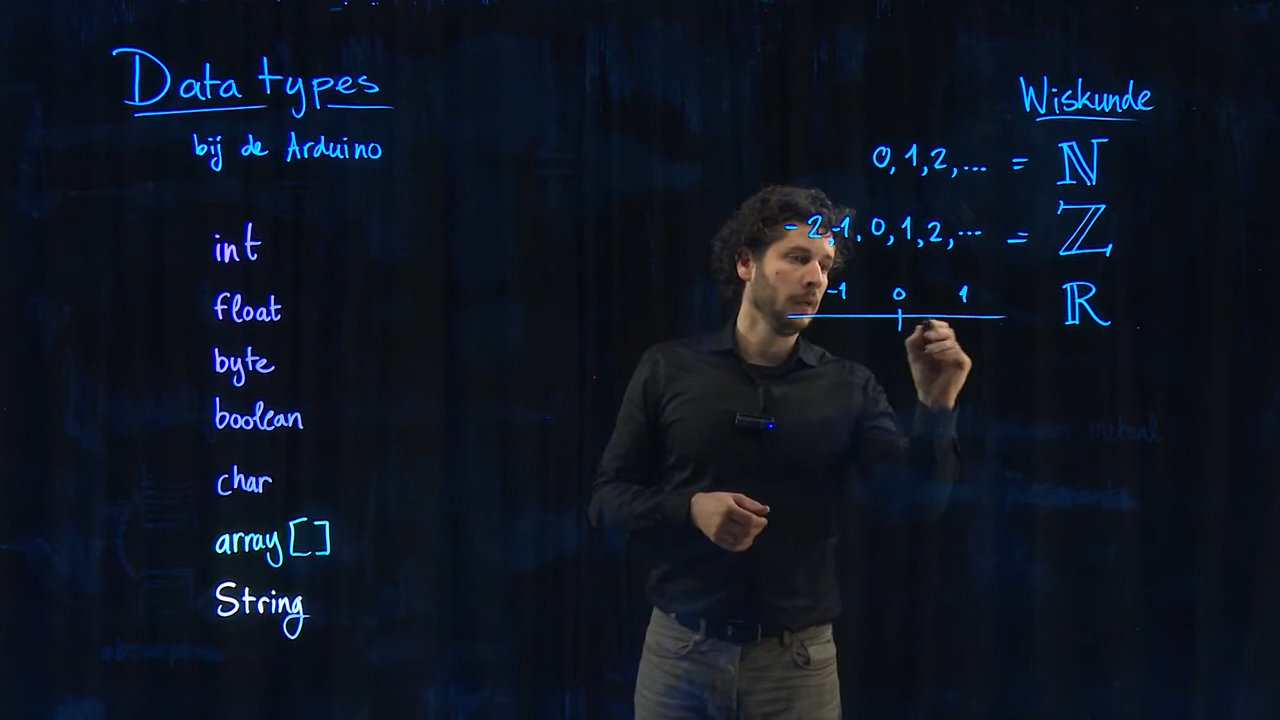 Data types
bij de Arduino
int
float
byte
boolean
char
array[]
String
Wiskunde
0, 1, 2, ... = ℕ
-2, -1, 0, 1, 2, ... = ℤ
-1 0 1 ℝ
metaal